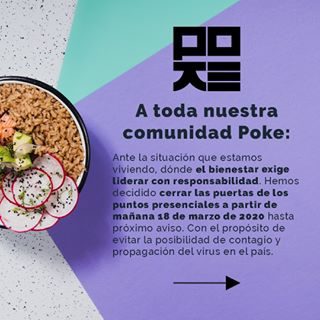 POKE
A toda nuestra
comunidad Poke:
Ante la situación que estamos
viviendo, dónde el bienestar exige
liderar con responsabilidad. Hemos
decidido cerrar las puertas de los
puntos presenciales a partir de
mañana 18 de marzo de 2020 hasta
próximo aviso. Con el propósito de
evitar la posibilidad de contagio y
propagación del virus en el país.